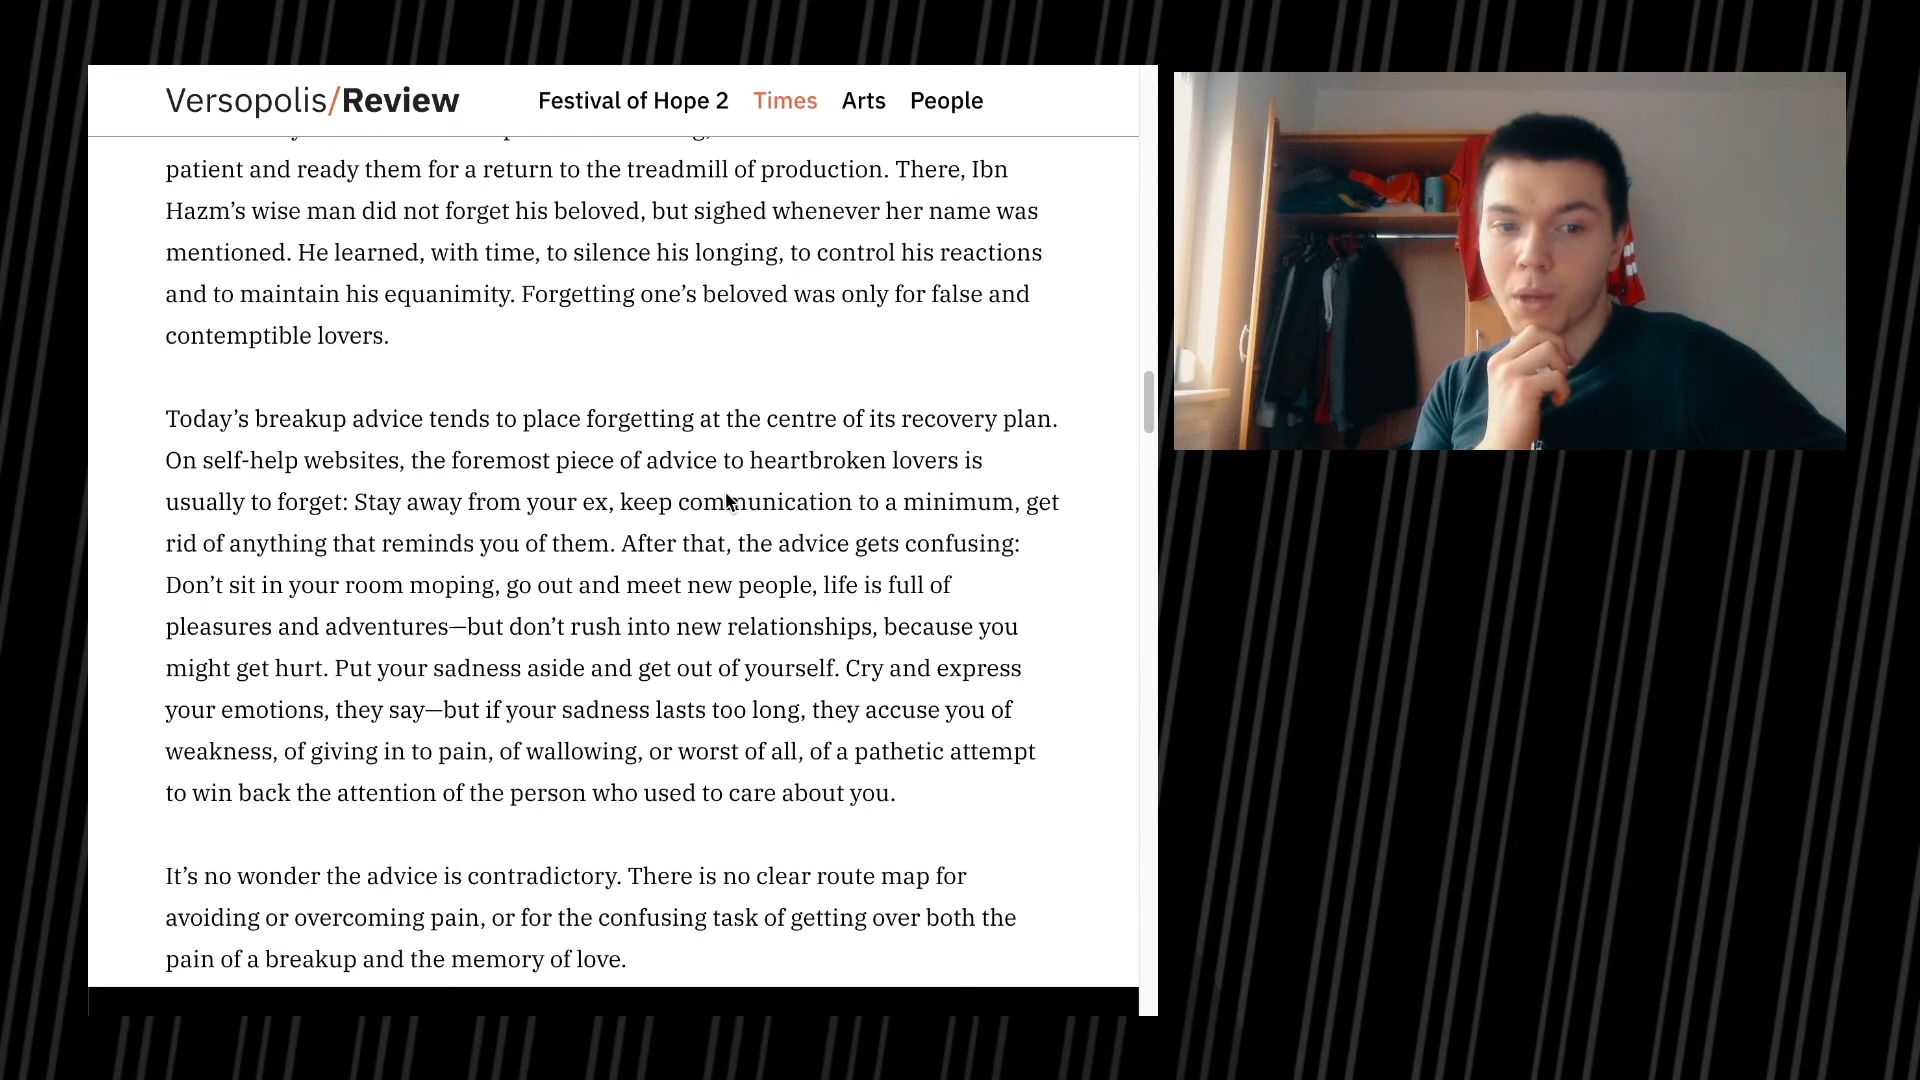 Versopolis/Review
Festival of Hope 2 Times Arts People
patient and ready them for a return to the treadmill of production. There, Ibn
Hazm’s wise man did not forget his beloved, but sighed whenever her name was
mentioned. He learned, with time, to silence his longing, to control his reactions
and to maintain his equanimity. Forgetting one’s beloved was only for false and
contemptible lovers.
Today’s breakup advice tends to place forgetting at the centre of its recovery plan.
On self-help websites, the foremost piece of advice to heartbroken lovers is
usually to forget: Stay away from your ex, keep communication to a minimum, get
rid of anything that reminds you of them. After that, the advice gets confusing:
Don’t sit in your room moping, go out and meet new people, life is full of
pleasures and adventures—but don’t rush into new relationships, because you
might get hurt. Put your sadness aside and get out of yourself. Cry and express
your emotions, they say—but if your sadness lasts too long, they accuse you of
weakness, of giving in to pain, of wallowing, or worst of all, of a pathetic attempt
to win back the attention of the person who used to care about you.
It’s no wonder the advice is contradictory. There is no clear route map for
avoiding or overcoming pain, or for the confusing task of getting over both the
pain of a breakup and the memory of love.